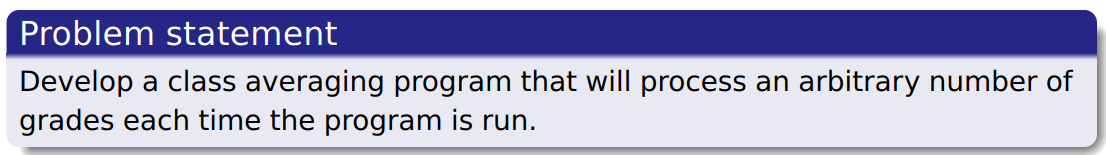 Problem statement
Develop a class averaging program that will process an arbitrary number of
grades each time the program is run.